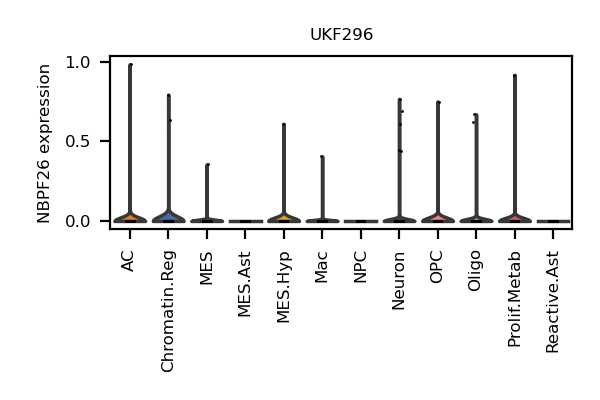 UKF296
NBPF26 expression
1.0
0.5
0.0
AC
Chromatin.Reg
MES
MES.Ast
MES.Hyp
Mac
NPC
Neuron
OPC
Oligo
Prolif.Metab
Reactive.Ast